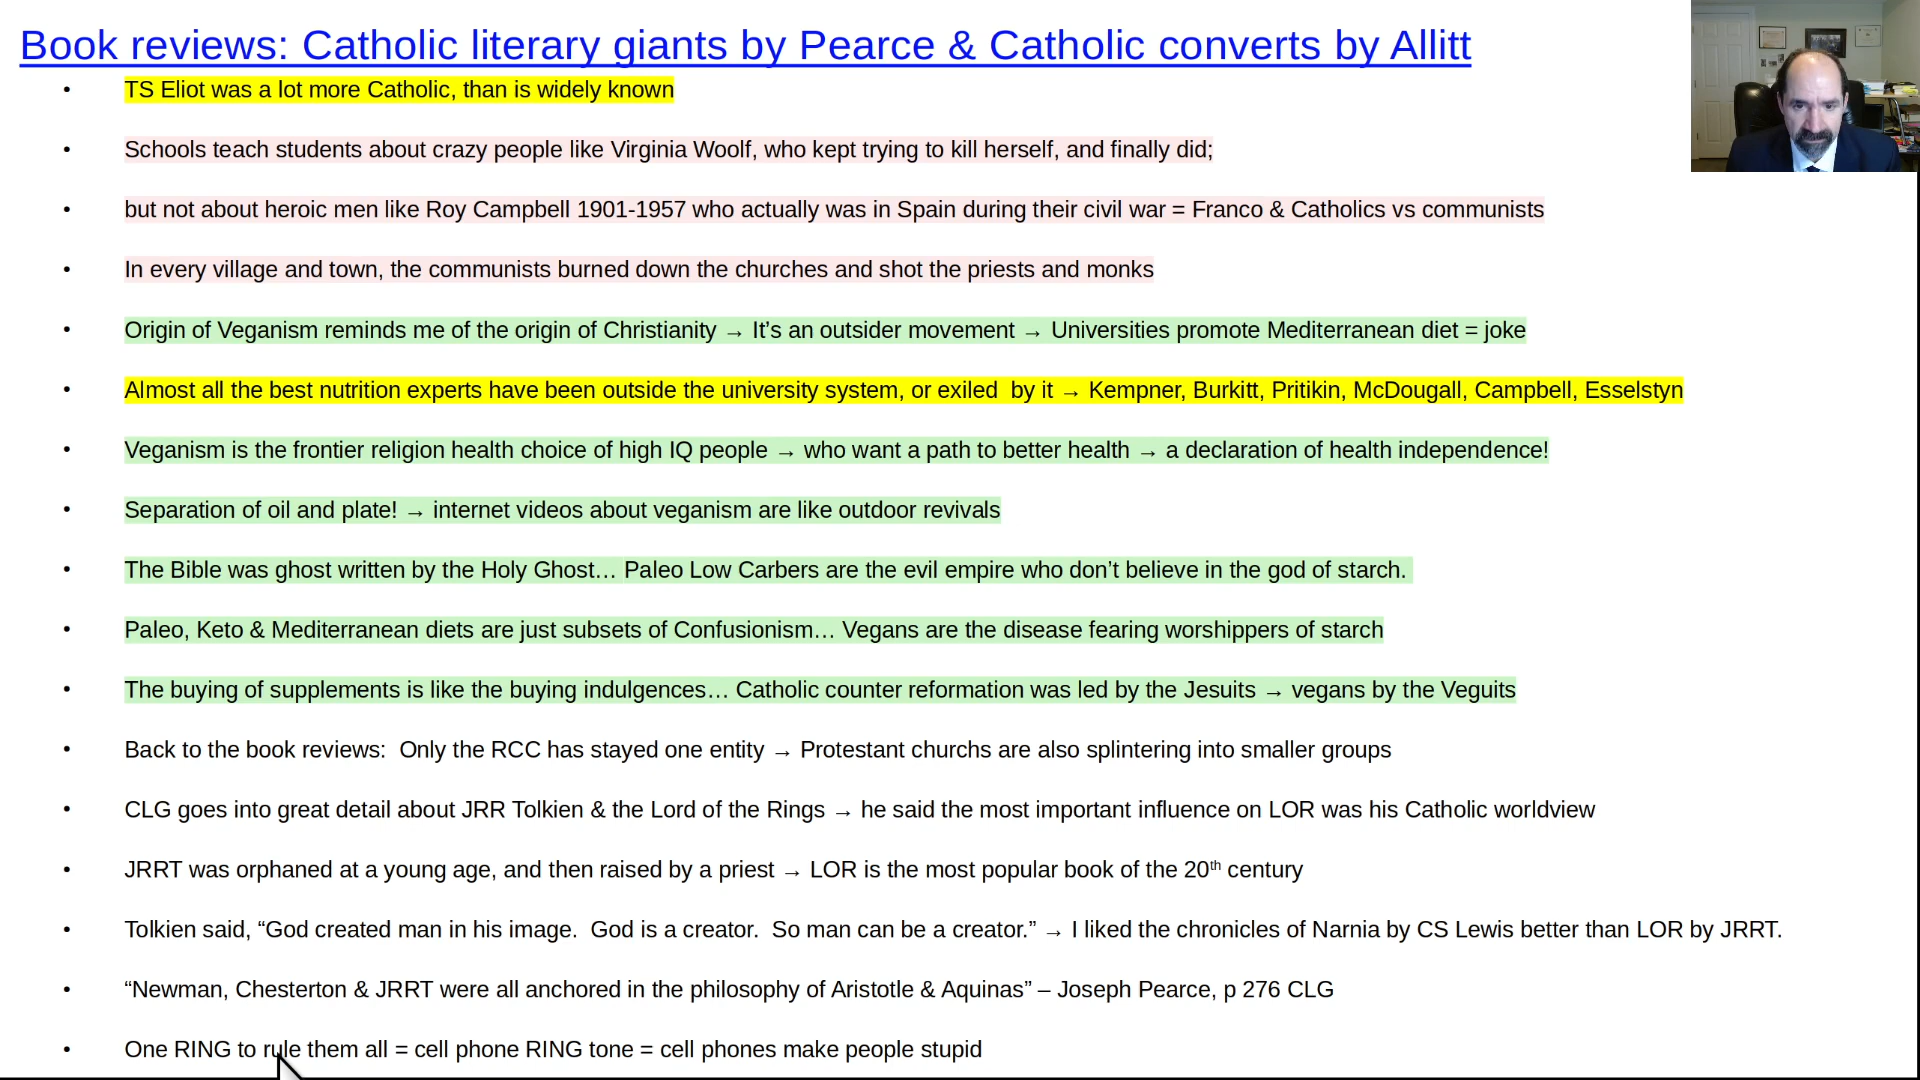 Book reviews: Catholic literary giants by Pearce & Catholic converts by Allitt
• TS Eliot was a lot more Catholic, than is widely known
• Schools teach students about crazy people like Virginia Woolf, who kept trying to kill herself, and finally did;
• but not about heroic men like Roy Campbell 1901-1957 who actually was in Spain during their civil war = Franco & Catholics vs communists
• In every village and town, the communists burned down the churches and shot the priests and monks
• Origin of Veganism reminds me of the origin of Christianity → It’s an outsider movement → Universities promote Mediterranean diet = joke
• Almost all the best nutrition experts have been outside the university system, or exiled  by it → Kempner, Burkitt, Pritikin, McDougall, Campbell, Esselstyn
• Veganism is the frontier religion health choice of high IQ people → who want a path to better health → a declaration of health independence!
• Separation of oil and plate! → internet videos about veganism are like outdoor revivals
• The Bible was ghost written by the Holy Ghost… Paleo Low Carbers are the evil empire who don’t believe in the god of starch.
• Paleo, Keto & Mediterranean diets are just subsets of Confusionism… Vegans are the disease fearing worshippers of starch
• The buying of supplements is like the buying indulgences… Catholic counter reformation was led by the Jesuits → vegans by the Veguits
• Back to the book reviews:  Only the RCC has stayed one entity → Protestant churchs are also splintering into smaller groups
• CLG goes into great detail about JRR Tolkien & the Lord of the Rings → he said the most important influence on LOR was his Catholic worldview
• JRRT was orphaned at a young age, and then raised by a priest → LOR is the most popular book of the 20th century
• Tolkien said, “God created man in his image.  God is a creator.  So man can be a creator.” → I liked the chronicles of Narnia by CS Lewis better than LOR by JRRT.
• “Newman, Chesterton & JRRT were all anchored in the philosophy of Aristotle & Aquinas” – Joseph Pearce, p 276 CLG
• One RING to rule them all = cell phone RING tone = cell phones make people stupid